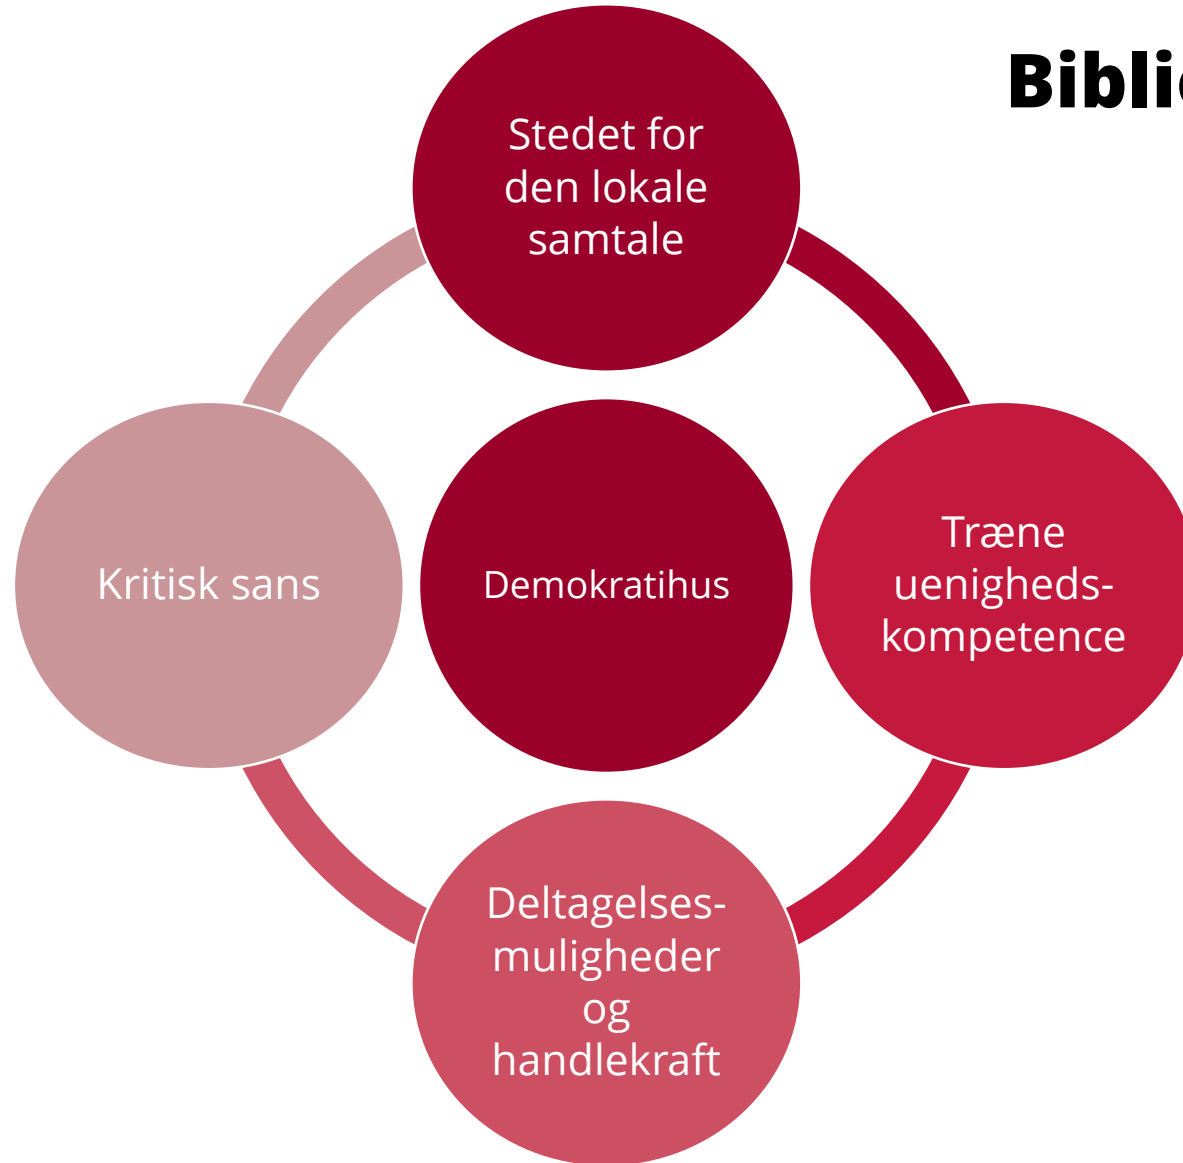 Stedet for
den lokale
samtale
Kritisk sans
Demokratihus
Træne
uenigheds-
kompetence
Deltagelses-
muligheder
og
handlekraft